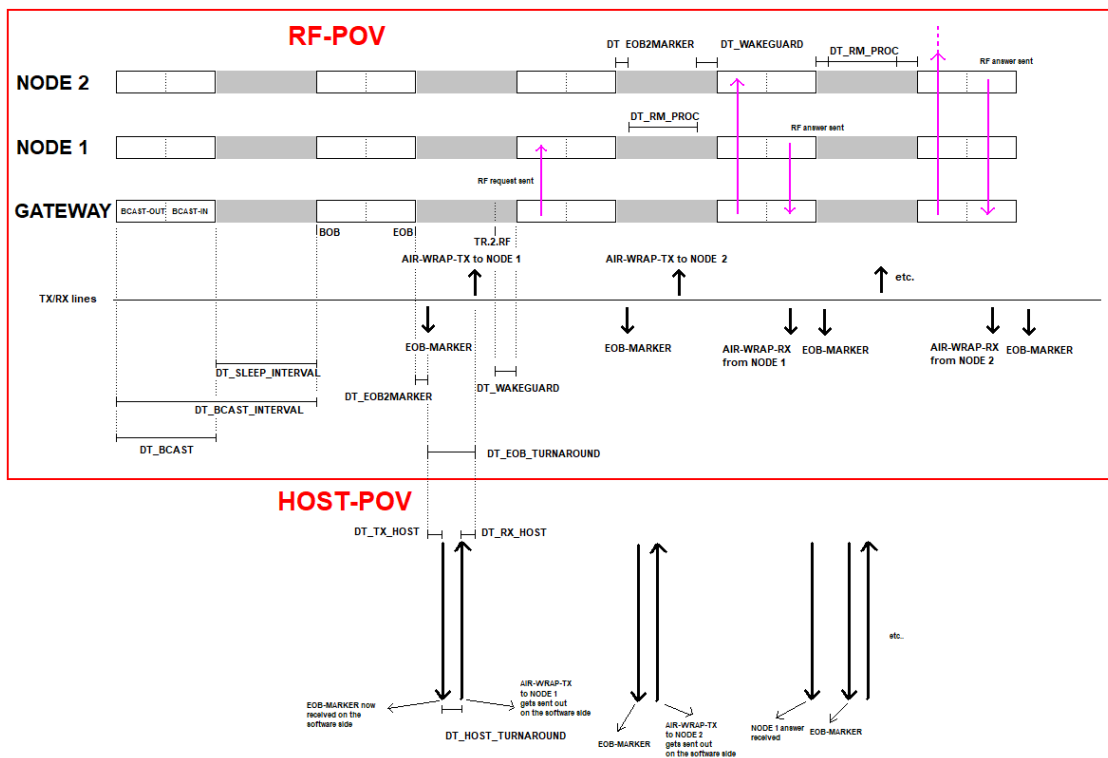 RF-POV
DT_EOB2MARKER
DT_WAKEGUARD
DT_RM_PROC
RF answer sent
NODE 2
DT_RM_PROC
RF answer sent
NODE 1
RF request sent
GATEWAY
BCAST-OUT
BCAST-IN
BOB
EOB
TR.2.RF
AIR-WRAP-TX to NODE 1
AIR-WRAP-TX to NODE 2
etc.
TX/RX lines
EOB-MARKER
EOB-MARKER
AIR-WRAP-RX
from NODE 1
EOB-MARKER
AIR-WRAP-RX
from NODE 2
EOB-MARKER
DT_SLEEP_INTERVAL
DT_WAKEGUARD
DT_EOB2MARKER
DT_BCAST_INTERVAL
DT_BCAST
DT_EOB_TURNAROUND
HOST-POV
DT_TX_HOST
DT_RX_HOST
etc..
EOB-MARKER now
received on the
software side
AIR-WRAP-TX
to NODE 1
gets sent out
on the software side
DT_HOST_TURNAROUND
EOB-MARKER
AIR-WRAP-TX
to NODE 2
gets sent out
on the software side
NODE 1 answer
received
EOB-MARKER